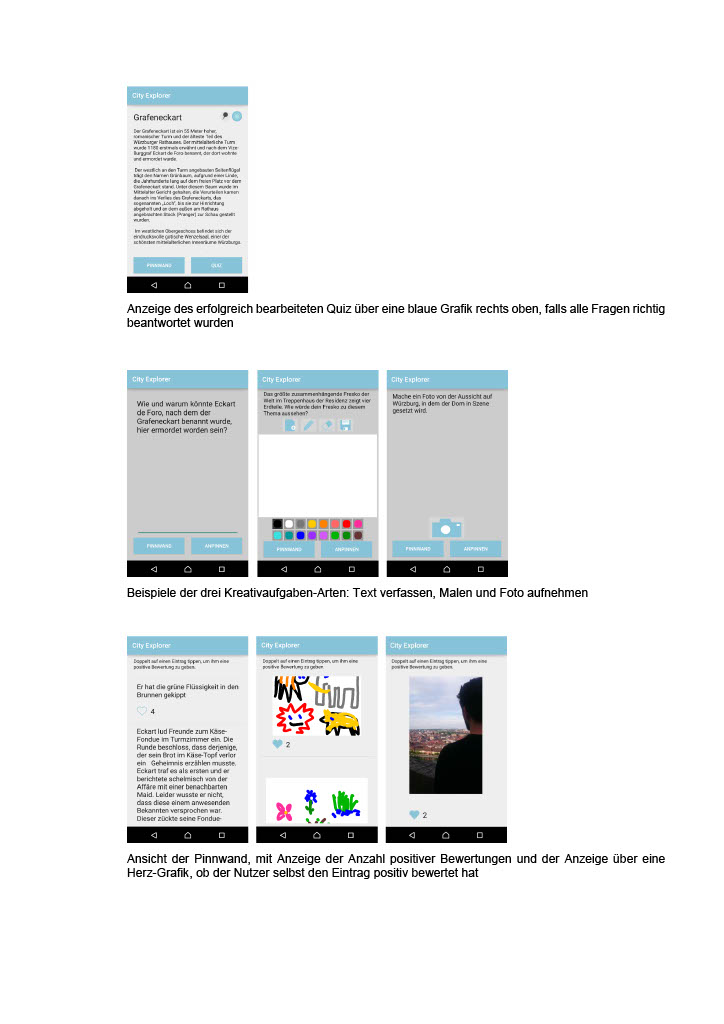 City Explorer
Grafeneckart
Der Grafeneckart ist ein 55 Meter hoher,
romanischer Turm und der älteste Teil des
Würzburger Rathauses. Der mittelalterliche Turm
wurde 1180 erstmals erwähnt und nach dem Vize-
Burggraf Eckart de Foro benannt, der dort wohnte
und ermordet wurde.
Der westlich an den Turm angebauten Seitenflügel
trägt den Namen Grünbaum, aufgrund einer Linde,
die Jahrhunderte lang auf dem freien Platz vor dem
Grafeneckart stand. Unter diesem Baum wurde im
Mittelalter Gericht gehalten, die Verurteilten kamen
danach ins Verlies des Grafeneckarts, das
sogenannten „Loch“, bis sie zur Hinrichtung
abgeholt und an dem außen am Rathaus
angebrachten Stock (Pranger) zur Schau gestellt
wurden.
Im westlichen Obergeschoss befindet sich der
eindrucksvolle gotische Wenzelsaal, einer der
schönsten mittelalterlichen Innenräume Würzburgs.
PINNWAND QUIZ
Anzeige des erfolgreich bearbeiteten Quiz über eine blaue Grafik rechts oben, falls alle Fragen richtig
beantwortet wurden
City Explorer
Wie und warum könnte Eckart
de Foro, nach dem der
Grafeneckart benannt wurde,
hier ermordet worden sein?
PINNWAND ANPINNEN
City Explorer
Das größte zusammenhängende Fresko der
Welt im Treppenhaus der Residenz zeigt vier
Erdteile. Wie würde dein Fresko zu diesem
Thema aussehen?
PINNWAND ANPINNEN
City Explorer
Mache ein Foto von der Aussicht auf
Würzburg, in dem der Dom in Szene
gesetzt wird.
PINNWAND ANPINNEN
Beispiele der drei Kreativaufgaben-Arten: Text verfassen, Malen und Foto aufnehmen
City Explorer
Doppelt auf einen Eintrag tippen, um ihm eine
positive Bewertung zu geben.
Er hat die grüne Flüssigkeit in den
Brunnen gekippt
4
Eckart lud Freunde zum Käse-
Fondue im Turmzimmer ein. Die
Runde beschloss, dass derjenige,
der sein Brot im Käse-Topf verlor
ein Geheimnis erzählen musste.
Eckart traf es als ersten und er
berichtete schelmisch von der
Affäre mit einer benachbarten
Maid. Leider wusste er nicht,
dass diese einem anwesenden
Bekannten versprochen war.
Dieser zückte seine Fondue-
City Explorer
Doppelt auf einen Eintrag tippen, um ihm eine
positive Bewertung zu geben.
2
City Explorer
Doppelt auf einen Eintrag tippen, um ihm eine
positive Bewertung zu geben.
2
Ansicht der Pinnwand, mit Anzeige der Anzahl positiver Bewertungen und der Anzeige über eine
Herz-Grafik, ob der Nutzer selbst den Eintrag positiv bewertet hat